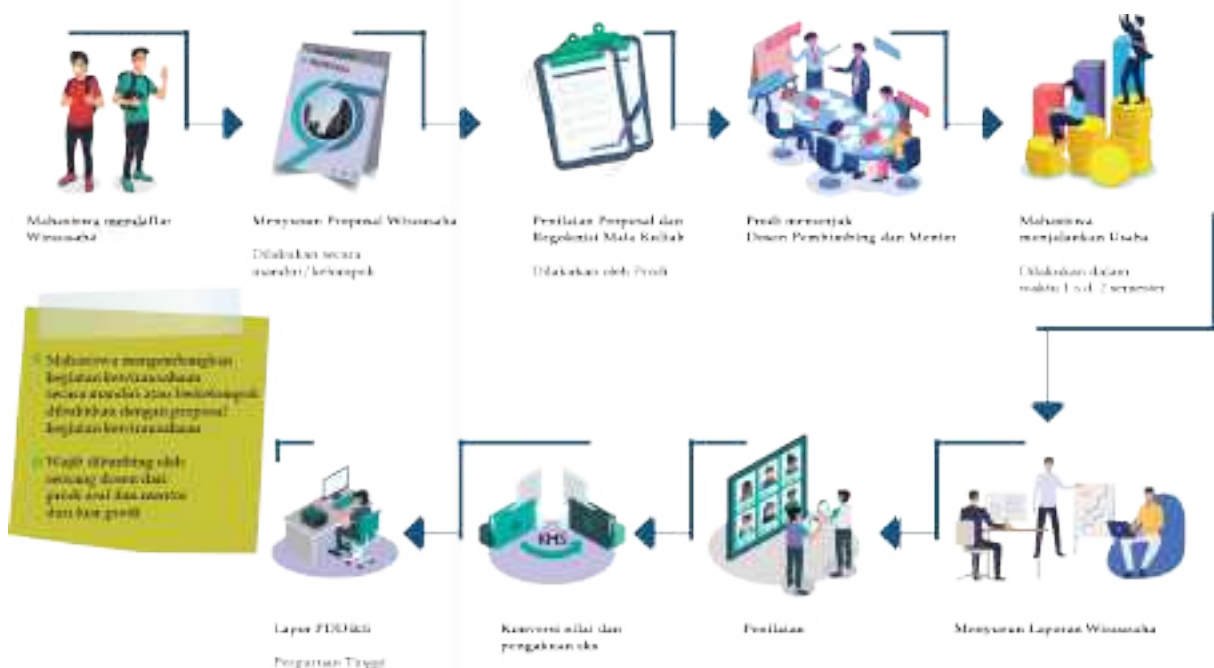 Mahasiswa mendaftar
Wirausaha
Menyusun Proposal Wirausaha
Dilakukan secara
mandiri/kelompok
Penilaian Proposal dan
Rekognisi Mata Kuliah
Dilakukan oleh Prodi
Prodi menunjuk
Dosen Pembimbing dan Mentor
Mahasiswa
menjalankan Usaha
Dilakukan dalam
waktu 1 s.d. 2 semester
Mahasiswa mengembangkan
kegiatan kewirausahaan
secara mandiri atau berkelompok
dibuktikan dengan proposal
kegiatan kewirausahaan
Wajib dibimbing oleh
seorang dosen dari
prodi asal dan mentor
dari luar prodi
KHS
Lapor PDDIKTI
Perguruan Tinggi
Konversi nilai dan
pengakuan sks
Penilaian
Menyusun Laporan Wirausaha